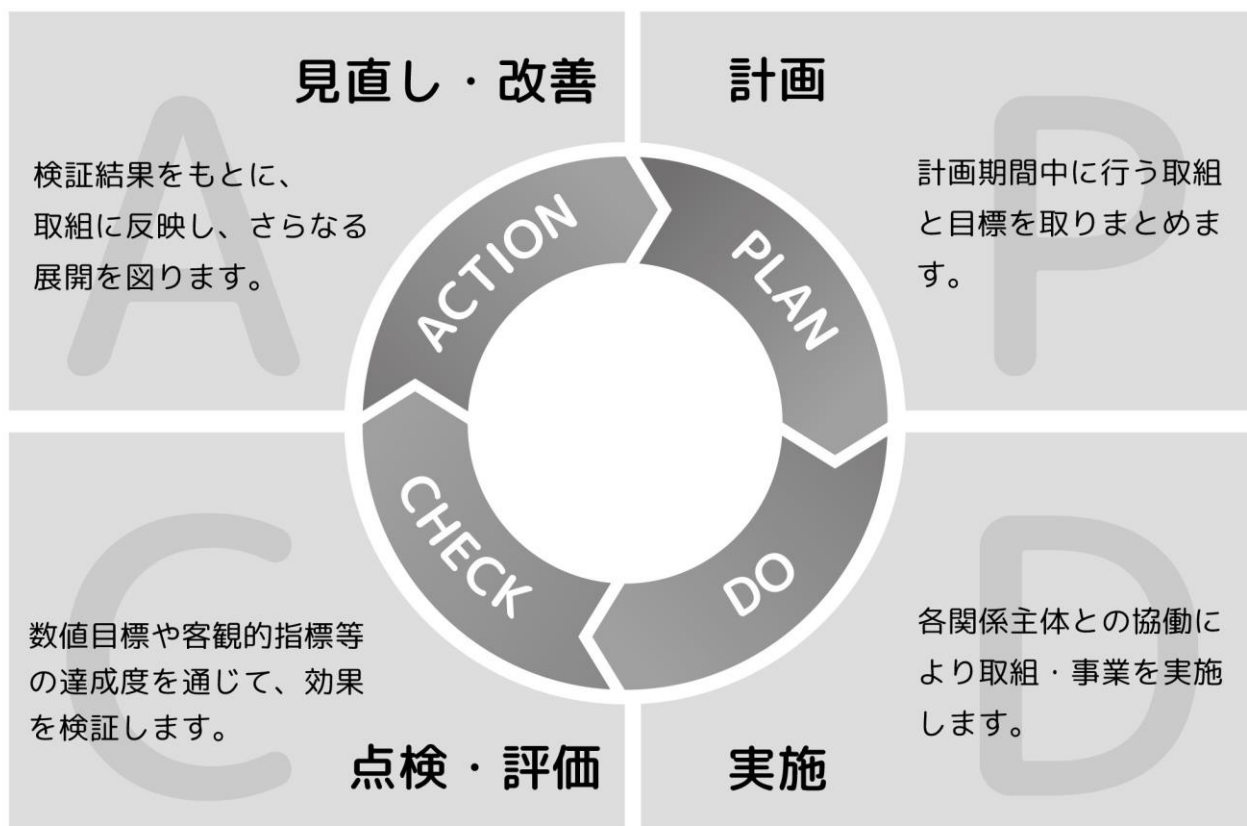 見直し・改善
検証結果をもとに、
取組に反映し、さらなる
展開を図ります。
A
計画
計画期間中に行う取組
と目標を取りまとめま
す。
P
ACTION
PLAN
CHECK
DO
C
数値目標や客観的指標等
の達成度を通じて、効果
を検証します。
点検・評価
D
各関係主体との協働に
より取組・事業を実施
します。
実施